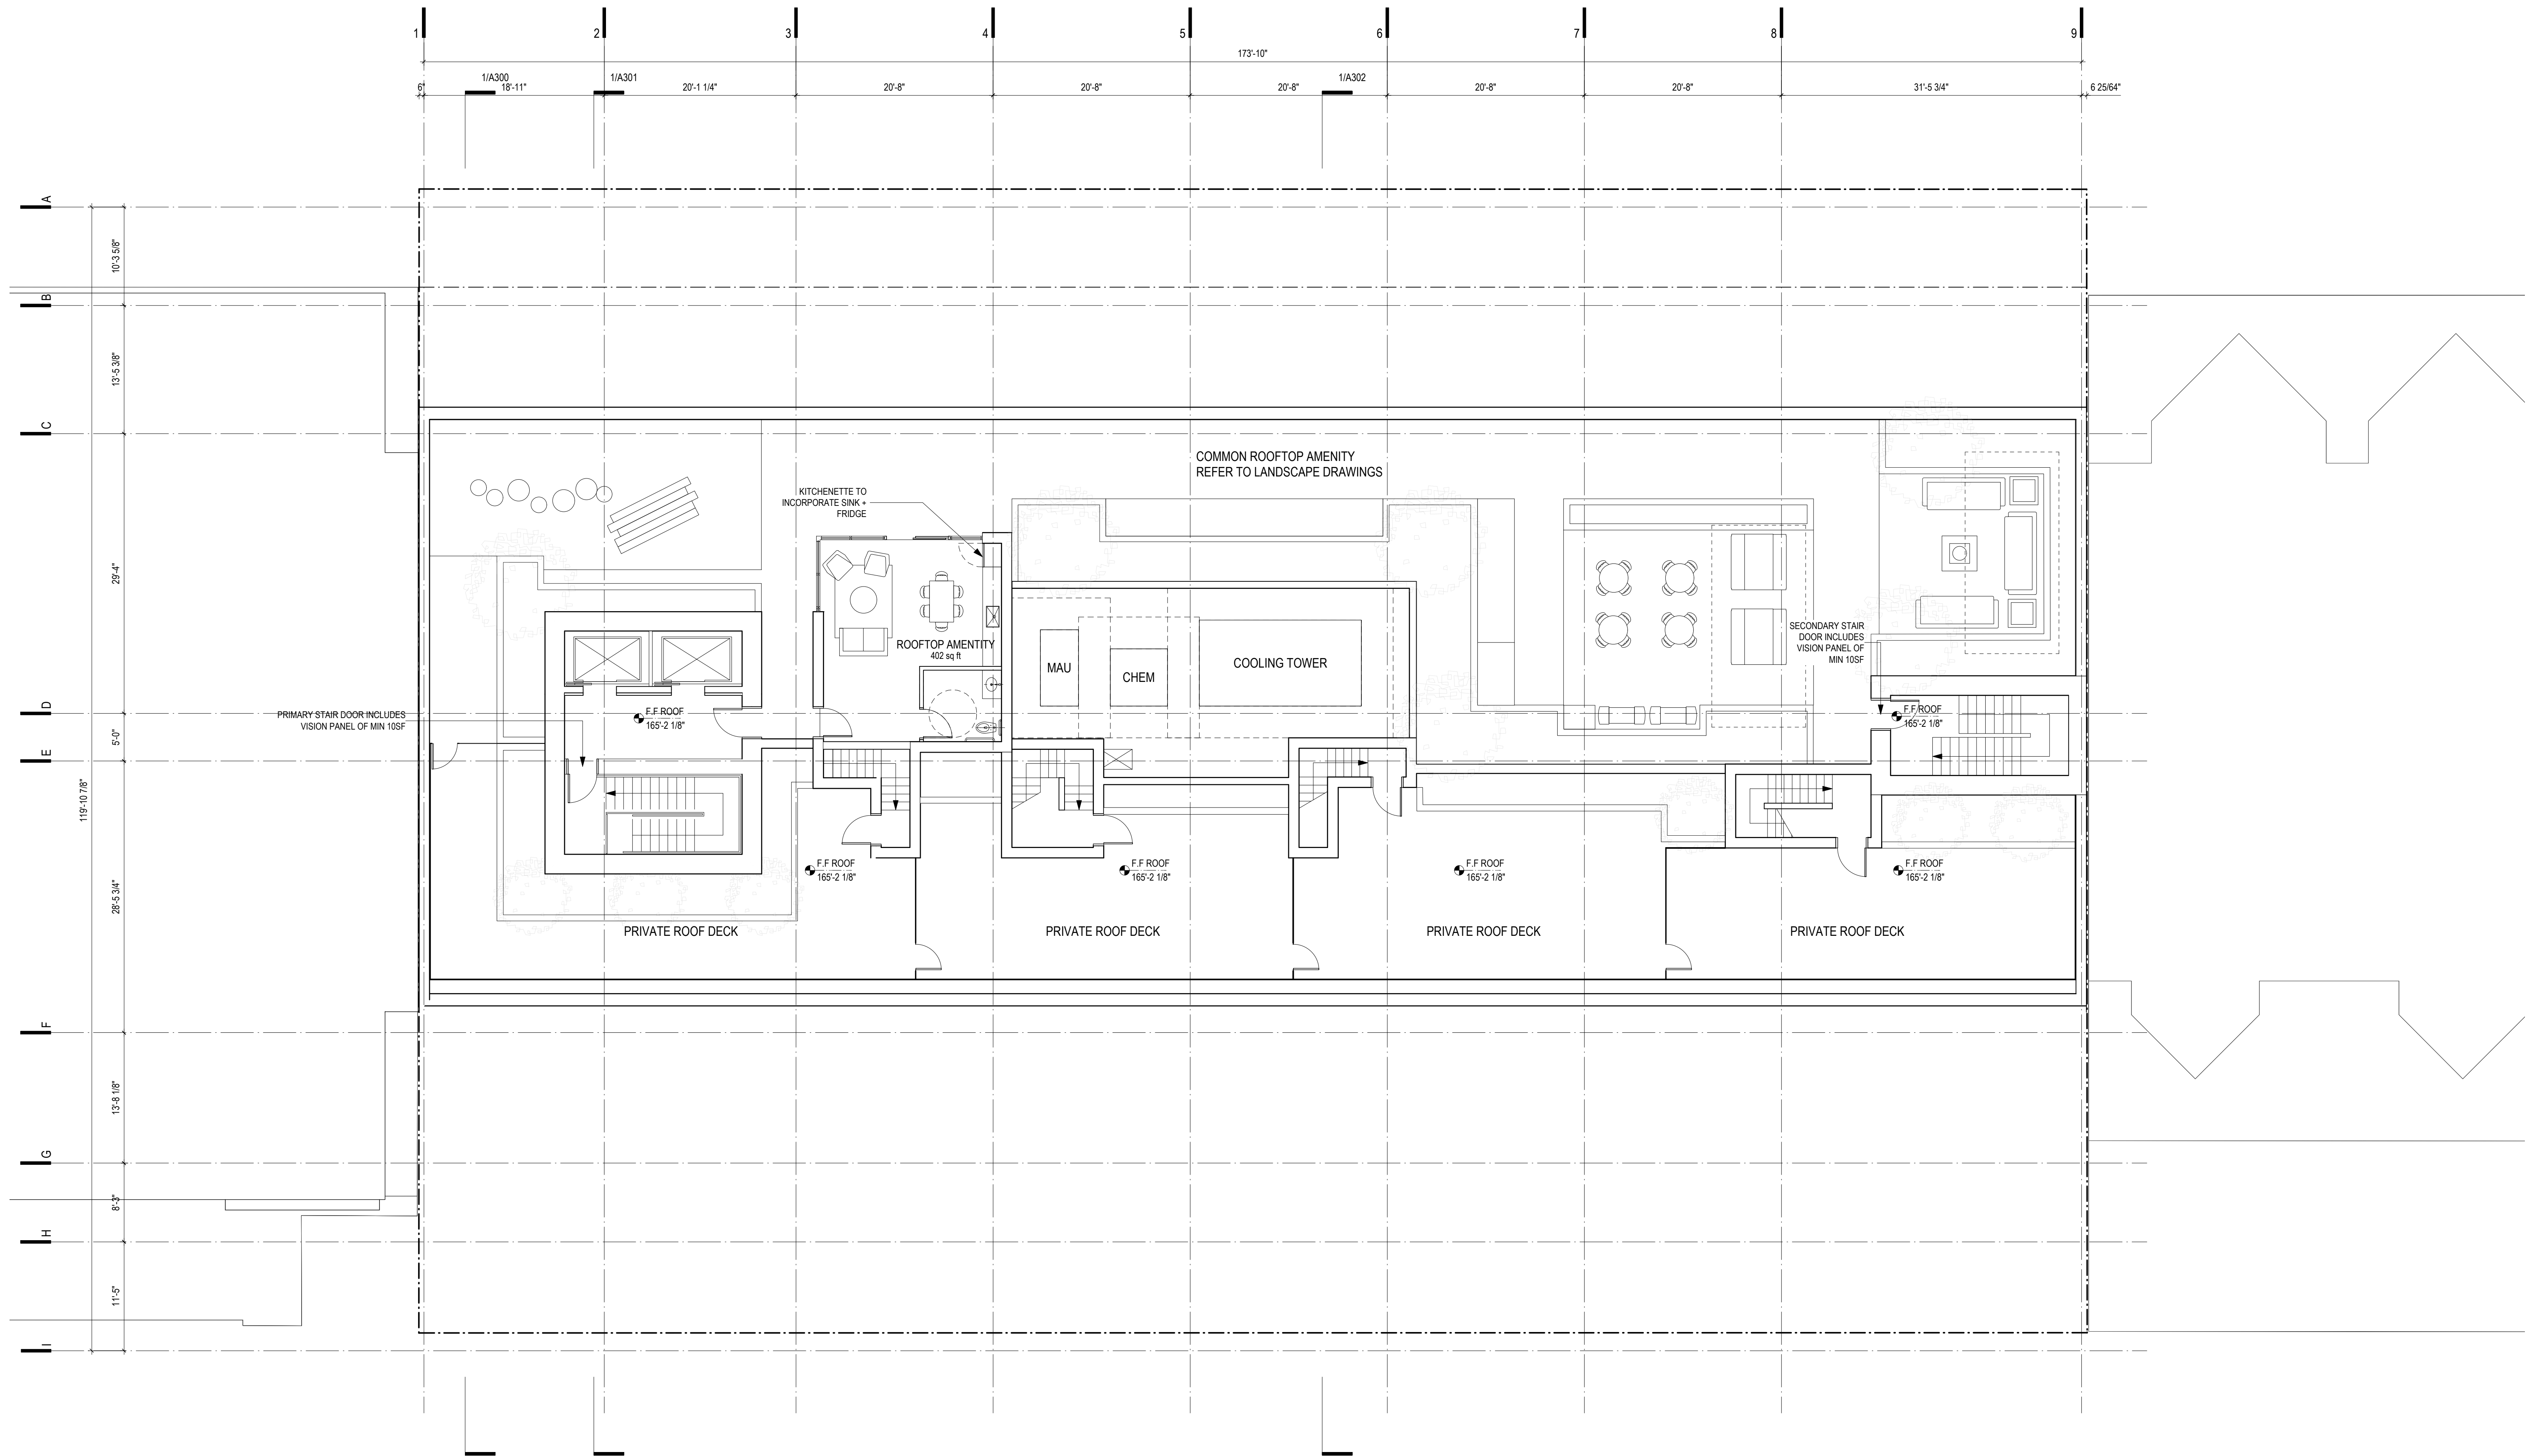 1
2
3
4
5
6
7
8
9
173'-10"
1/A300
1/A301
1/A302
6"
18'-11"
20'-1 1/4"
20'-8"
20'-8"
20'-8"
20'-8"
20'-8"
31'-5 3/4"
6 25/64"
A
10'-3 5/8"
B
13'-5 3/8"
C
29'-4"
D
5'-0"
E
119'-10 7/8"
28'-5 3/4"
F
13'-8 1/8"
G
8'-3"
H
11'-5"
I
COMMON ROOFTOP AMENITY
REFER TO LANDSCAPE DRAWINGS
KITCHENETTE TO
INCORPORATE SINK +
FRIDGE
ROOFTOP AMENTITY
402 sq ft
MAU
CHEM
COOLING TOWER
SECONDARY STAIR
DOOR INCLUDES
VISION PANEL OF
MIN 10SF
PRIMARY STAIR DOOR INCLUDES
VISION PANEL OF MIN 10SF
F.F ROOF
165'-2 1/8"
F.F ROOF
165'-2 1/8"
F.F ROOF
165'-2 1/8"
F.F ROOF
165'-2 1/8"
F.F ROOF
165'-2 1/8"
F.F ROOF
165'-2 1/8"
PRIVATE ROOF DECK
PRIVATE ROOF DECK
PRIVATE ROOF DECK
PRIVATE ROOF DECK